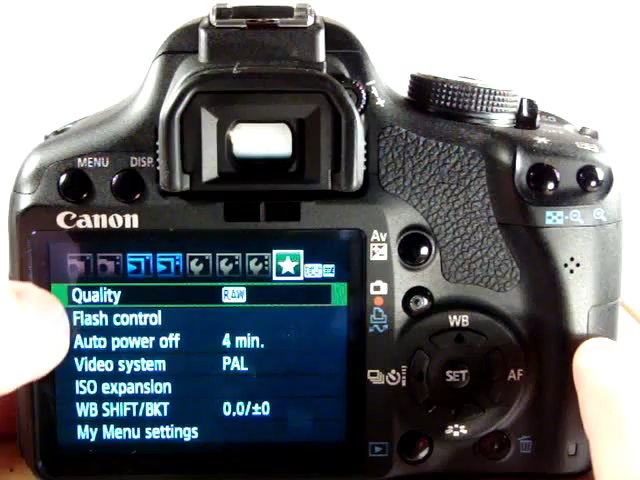 MENU DISP.
Canon
Quality RAW
Flash control
Auto power off 4 min.
Video system PAL
ISO expansion
WB SHIFT/BKT 0.0/±0
My Menu settings
Av
WB
SET
AF